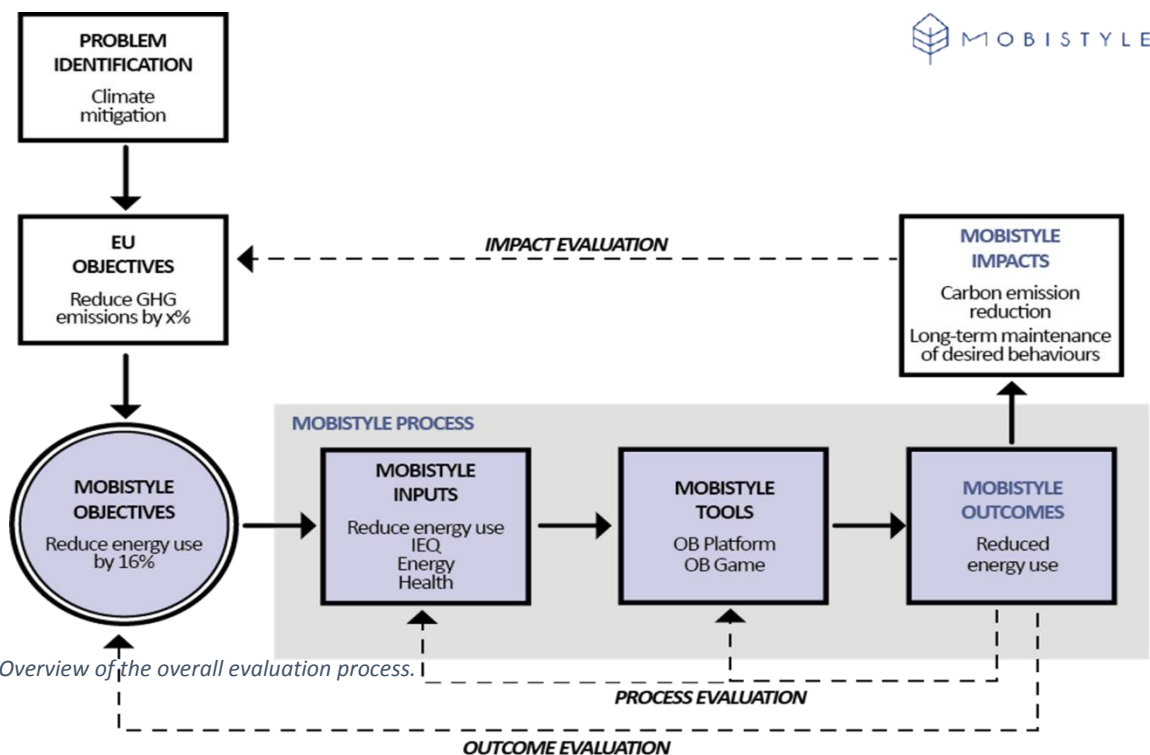 MOBISTYLE
PROBLEM
IDENTIFICATION
Climate
mitigation
EU
OBJECTIVES
Reduce GHG
emissions by x%
IMPACT EVALUATION
MOBISTYLE
IMPACTS
Carbon emission
reduction
Long-term maintenance
of desired behaviours
MOBISTYLE PROCESS
MOBISTYLE
OBJECTIVES
Reduce energy use
by 16%
MOBISTYLE
INPUTS
Reduce energy use
IEQ
Energy
Health
MOBISTYLE
TOOLS
OB Platform
OB Game
MOBISTYLE
OUTCOMES
Reduced
energy use
Overview of the overall evaluation process.
PROCESS EVALUATION
OUTCOME EVALUATION